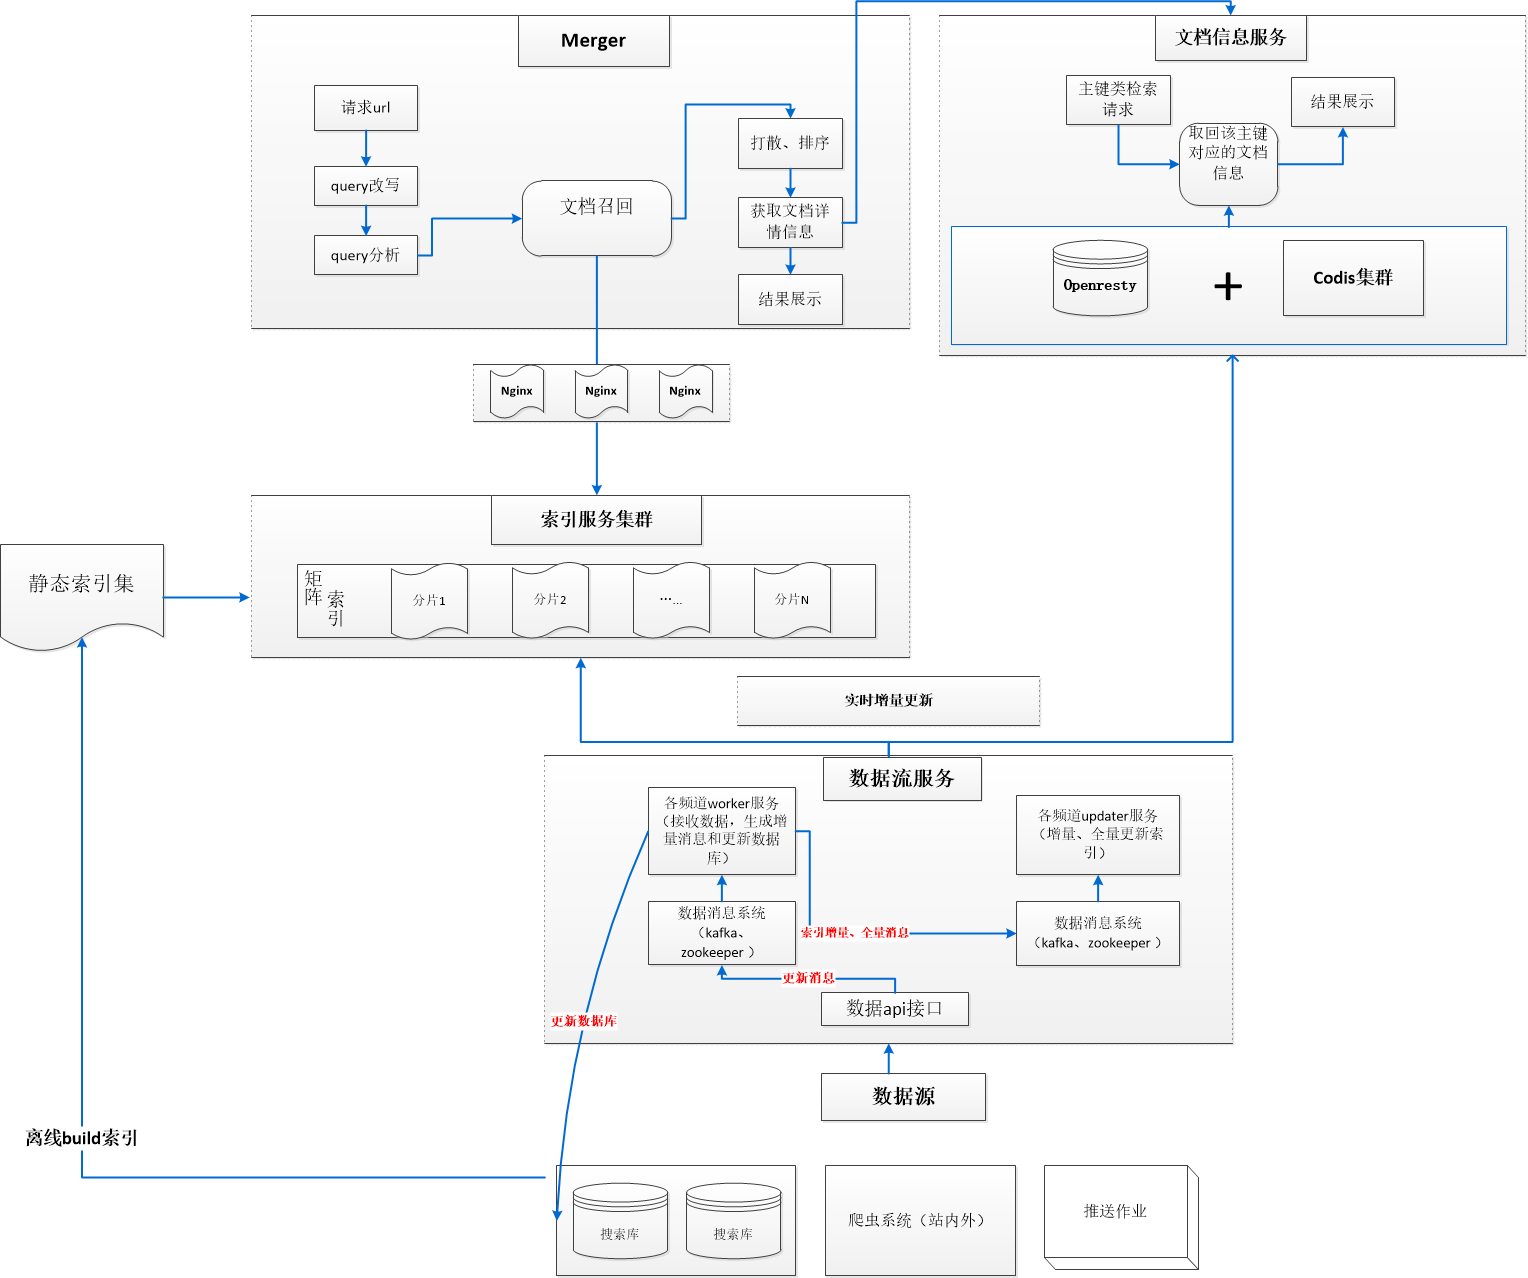 Merger
请求url
query改写
query分析
文档召回
打散、排序
获取文档详
情信息
结果展示
文档信息服务
主键类检索
请求
取回该主键
对应的文档
信息
结果展示
Openresty
+
Codis集群
Nginx
Nginx
Nginx
索引服务集群
矩阵
索引
分片1
分片2
…...
分片N
静态索引集
实时增量更新
数据流服务
各频道worker服务
（接收数据，生成增
量消息和更新数据
库）
各频道updater服务
（增量、全量更新索
引）
数据消息系统
（kafka、
zookeeper ）
索引增量、全量消息
数据消息系统
（kafka、zookeeper ）
更新消息
数据api接口
更新数据库
数据源
离线build索引
搜索库
搜索库
爬虫系统（站内外）
推送作业